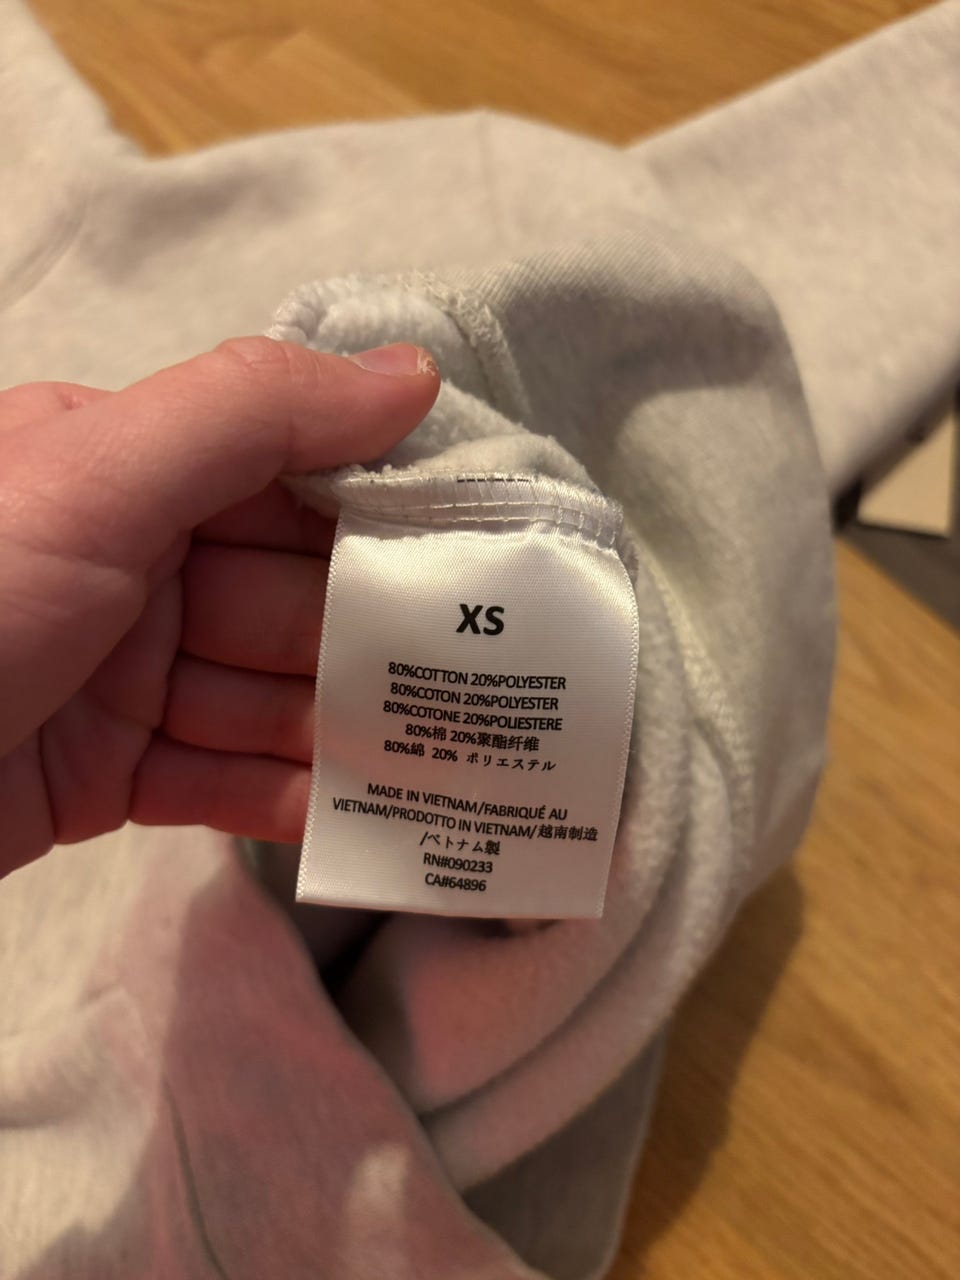 XS
80%COTTON 20%POLYESTER
80%COTON 20%POLYESTER
80%COTONE 20%POLIESTERE
80%棉 20%聚酯纤维
80%綿 20% ポリエステル
MADE IN VIETNAM/FABRIQUÉ AU
VIETNAM/PRODOTTO IN VIETNAM/越南制造
/ベトナム製
RN#090233
CA#64896